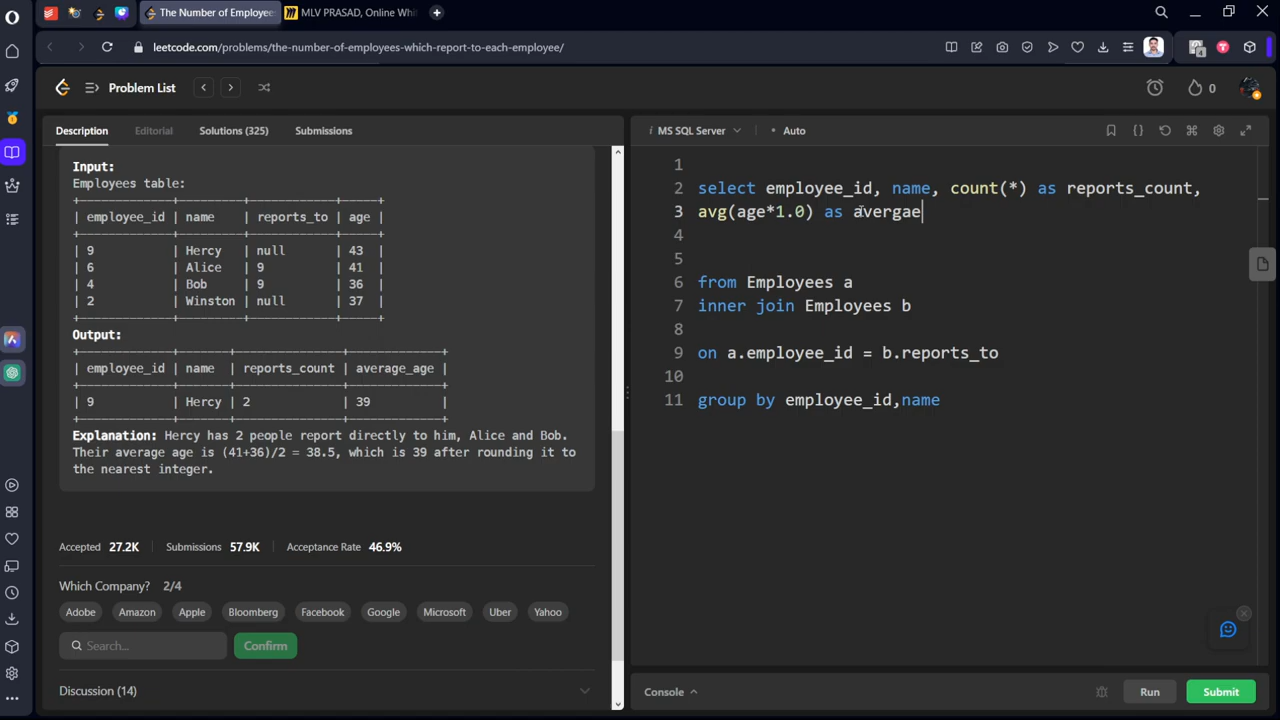 The Number of Employees
MLV PRASAD, Online Whi
leetcode.com/problems/the-number-of-employees-which-report-to-each-employee/
Problem List
0
Description Editorial Solutions (325) Submissions
Input:
Employees table:
+-------------+---------+------------+-----+
| employee_id | name    | reports_to | age |
+-------------+---------+------------+-----+
| 9           | Hercy   | null       | 43  |
| 6           | Alice   | 9          | 41  |
| 4           | Bob     | 9          | 36  |
| 2           | Winston | null       | 37  |
+-------------+---------+------------+-----+
Output:
+-------------+-------+---------------+-------------+
| employee_id | name  | reports_count | average_age |
+-------------+-------+---------------+-------------+
| 9           | Hercy | 2             | 39          |
+-------------+-------+---------------+-------------+
Explanation: Hercy has 2 people report directly to him, Alice and Bob.
Their average age is (41+36)/2 = 38.5, which is 39 after rounding it to
the nearest integer.
Accepted 27.2K Submissions 57.9K Acceptance Rate 46.9%
Which Company? 2/4
Adobe Amazon Apple Bloomberg Facebook Google Microsoft Uber Yahoo
Search... Confirm
Discussion (14)
i MS SQL Server • Auto
1
2 select employee_id, name, count(*) as reports_count,
3 avg(age*1.0) as avergae
4
5
6 from Employees a
7 inner join Employees b
8
9 on a.employee_id = b.reports_to
10
11 group by employee_id,name
Console Run Submit